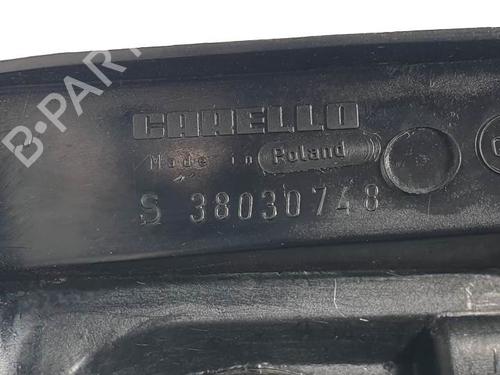 CARELLO
Made in Poland
S 38030748
B-PARTS